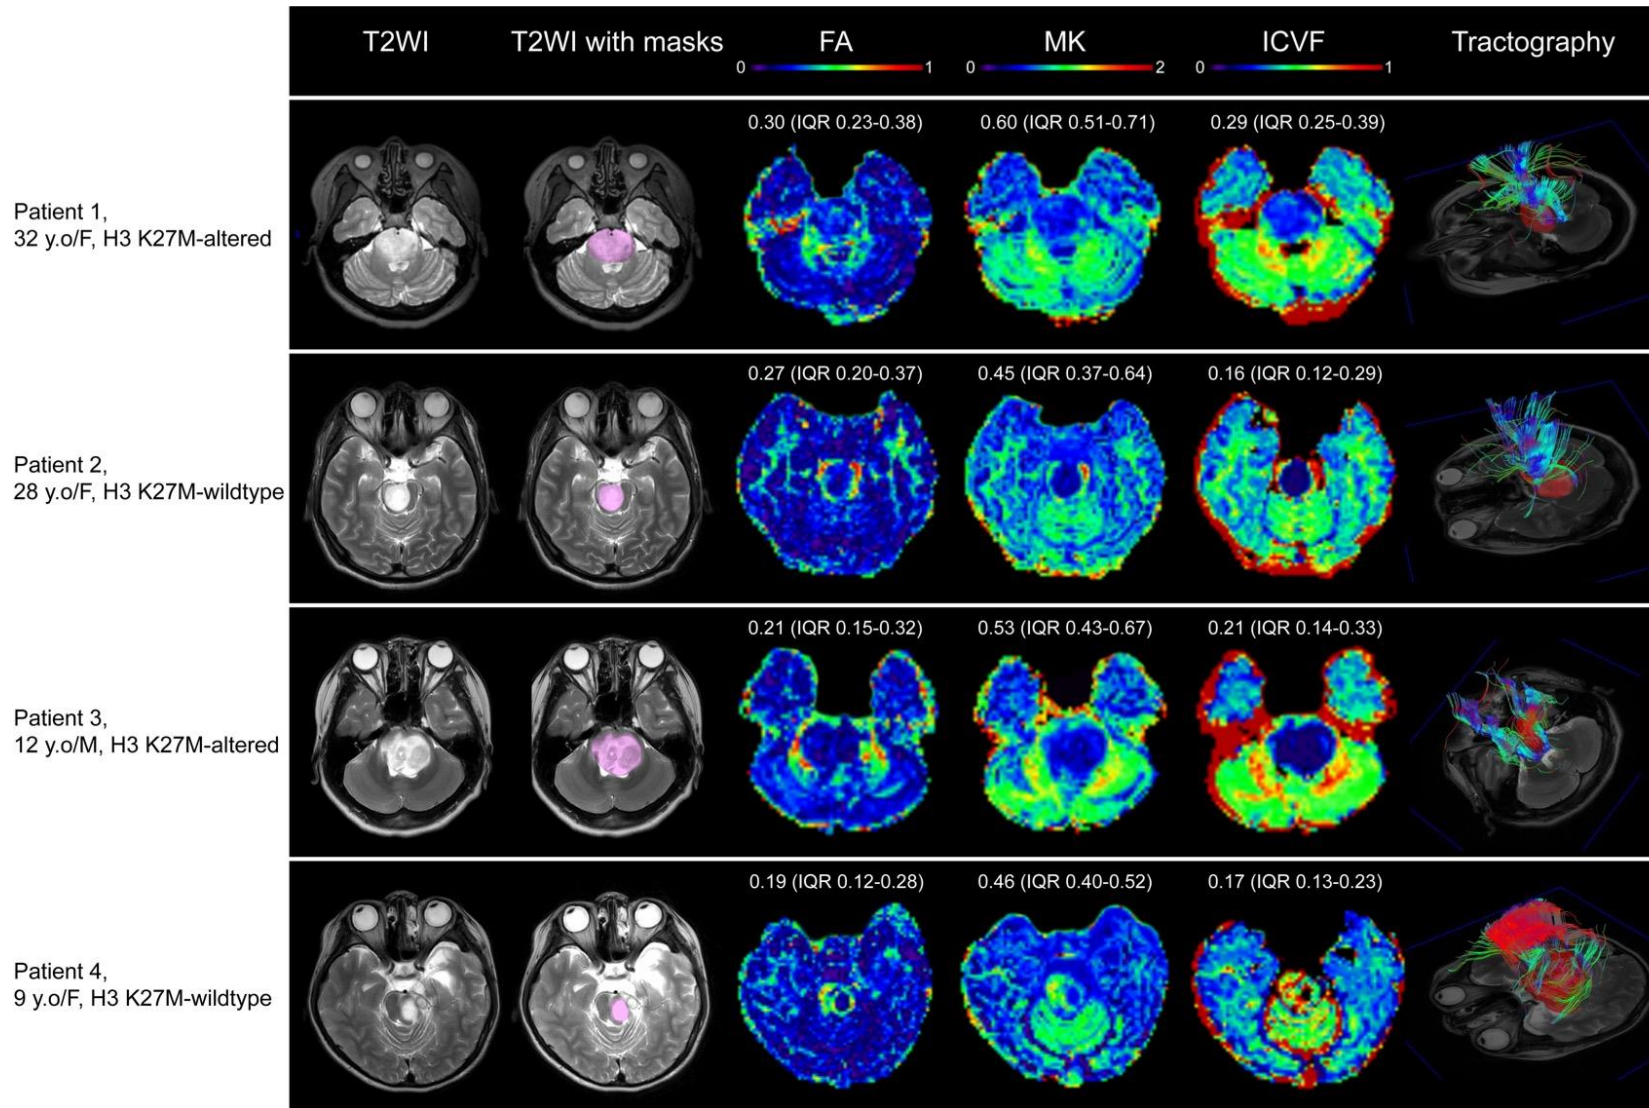 T2WI T2WI with masks FA MK ICVF Tractography
0 1 0 2 0 1
0.30 (IQR 0.23-0.38) 0.60 (IQR 0.51-0.71) 0.29 (IQR 0.25-0.39)
Patient 1,
32 y.o/F, H3 K27M-altered
0.27 (IQR 0.20-0.37) 0.45 (IQR 0.37-0.64) 0.16 (IQR 0.12-0.29)
Patient 2,
28 y.o/F, H3 K27M-wildtype
0.21 (IQR 0.15-0.32) 0.53 (IQR 0.43-0.67) 0.21 (IQR 0.14-0.33)
Patient 3,
12 y.o/M, H3 K27M-altered
0.19 (IQR 0.12-0.28) 0.46 (IQR 0.40-0.52) 0.17 (IQR 0.13-0.23)
Patient 4,
9 y.o/F, H3 K27M-wildtype